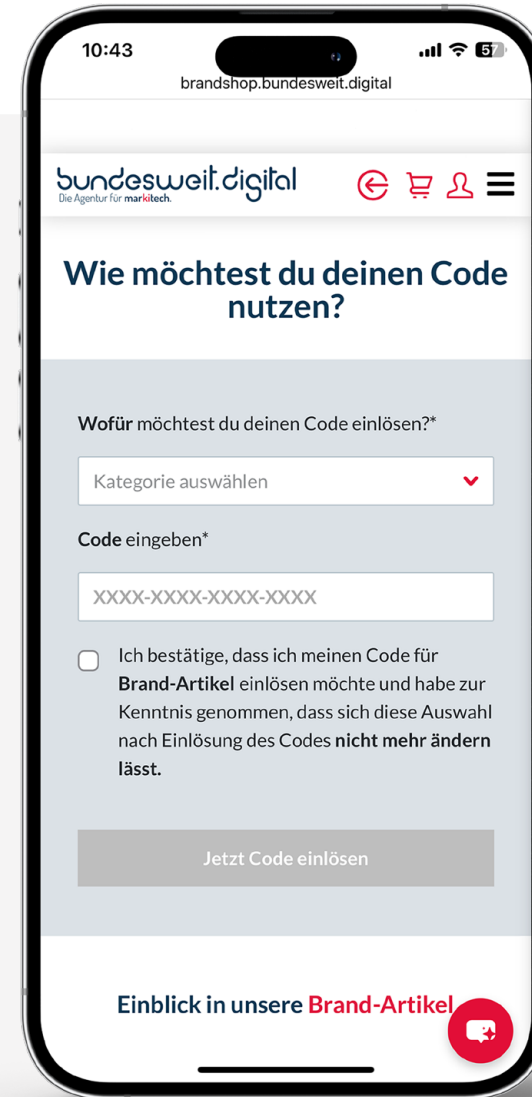 10:43
57
brandshop.bundesweit.digital
bundesweit.digital
Die Agentur für markitech.
Wie möchtest du deinen Code
nutzen?
Wofür möchtest du deinen Code einlösen?*
Kategorie auswählen
Code eingeben*
XXXX-XXXX-XXXX-XXXX
Ich bestätige, dass ich meinen Code für
Brand-Artikel einlösen möchte und habe zur
Kenntnis genommen, dass sich diese Auswahl
nach Einlösung des Codes nicht mehr ändern
lässt.
Jetzt Code einlösen
Einblick in unsere Brand-Artikel